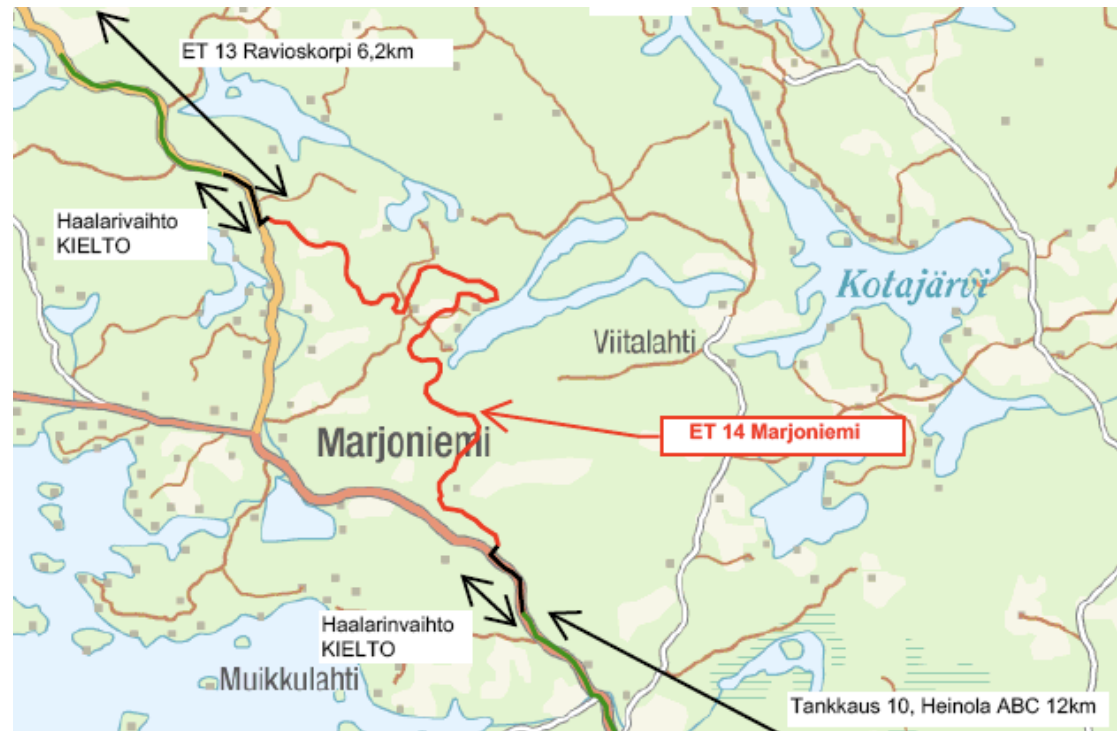 ET 13 Ravioskorpi 6,2km
Haalarivaihto
KIELTO
Kotajärvi
Viitalahti
ET 14 Marjoniemi
Marjoniemi
Haalarinvaihto
KIELTO
Muikkulahti
Tankkaus 10, Heinola ABC 12km